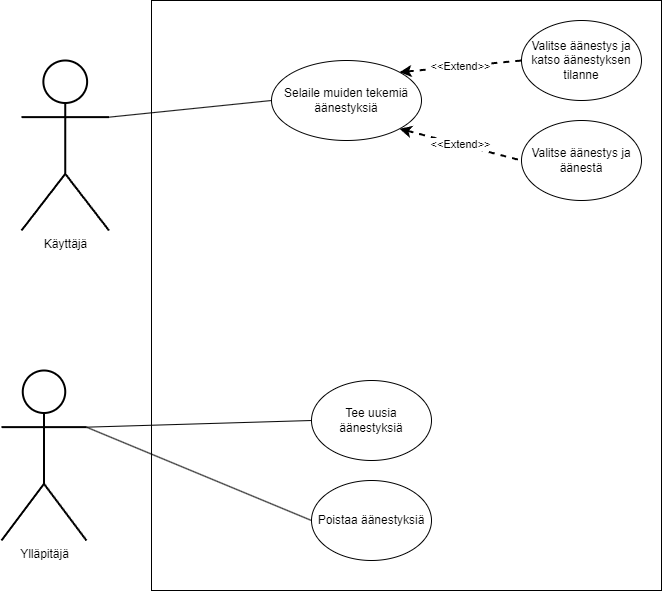 Valitse äänestys ja
katso äänestyksen
tilanne
<<Extend>>
Selaile muiden tekemiä
äänestyksiä
<<Extend>>
Valitse äänestys ja
äänestä
Käyttäjä
Tee uusia
äänestyksiä
Poistaa äänestyksiä
Ylläpitäjä